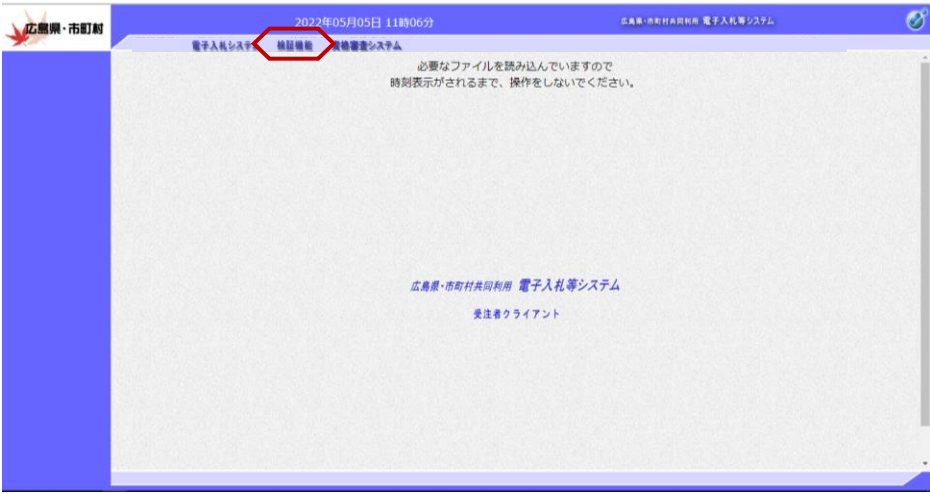 広島県・市町村
2022年05月05日 11時06分
広島県・市町村共同利用 電子入札等システム
電子入札システ 検証機能 資格審査システム
必要なファイルを読み込んでいますので
時刻表示がされるまで、操作をしないでください。
広島県・市町村共同利用 電子入札等システム
受注者クライアント